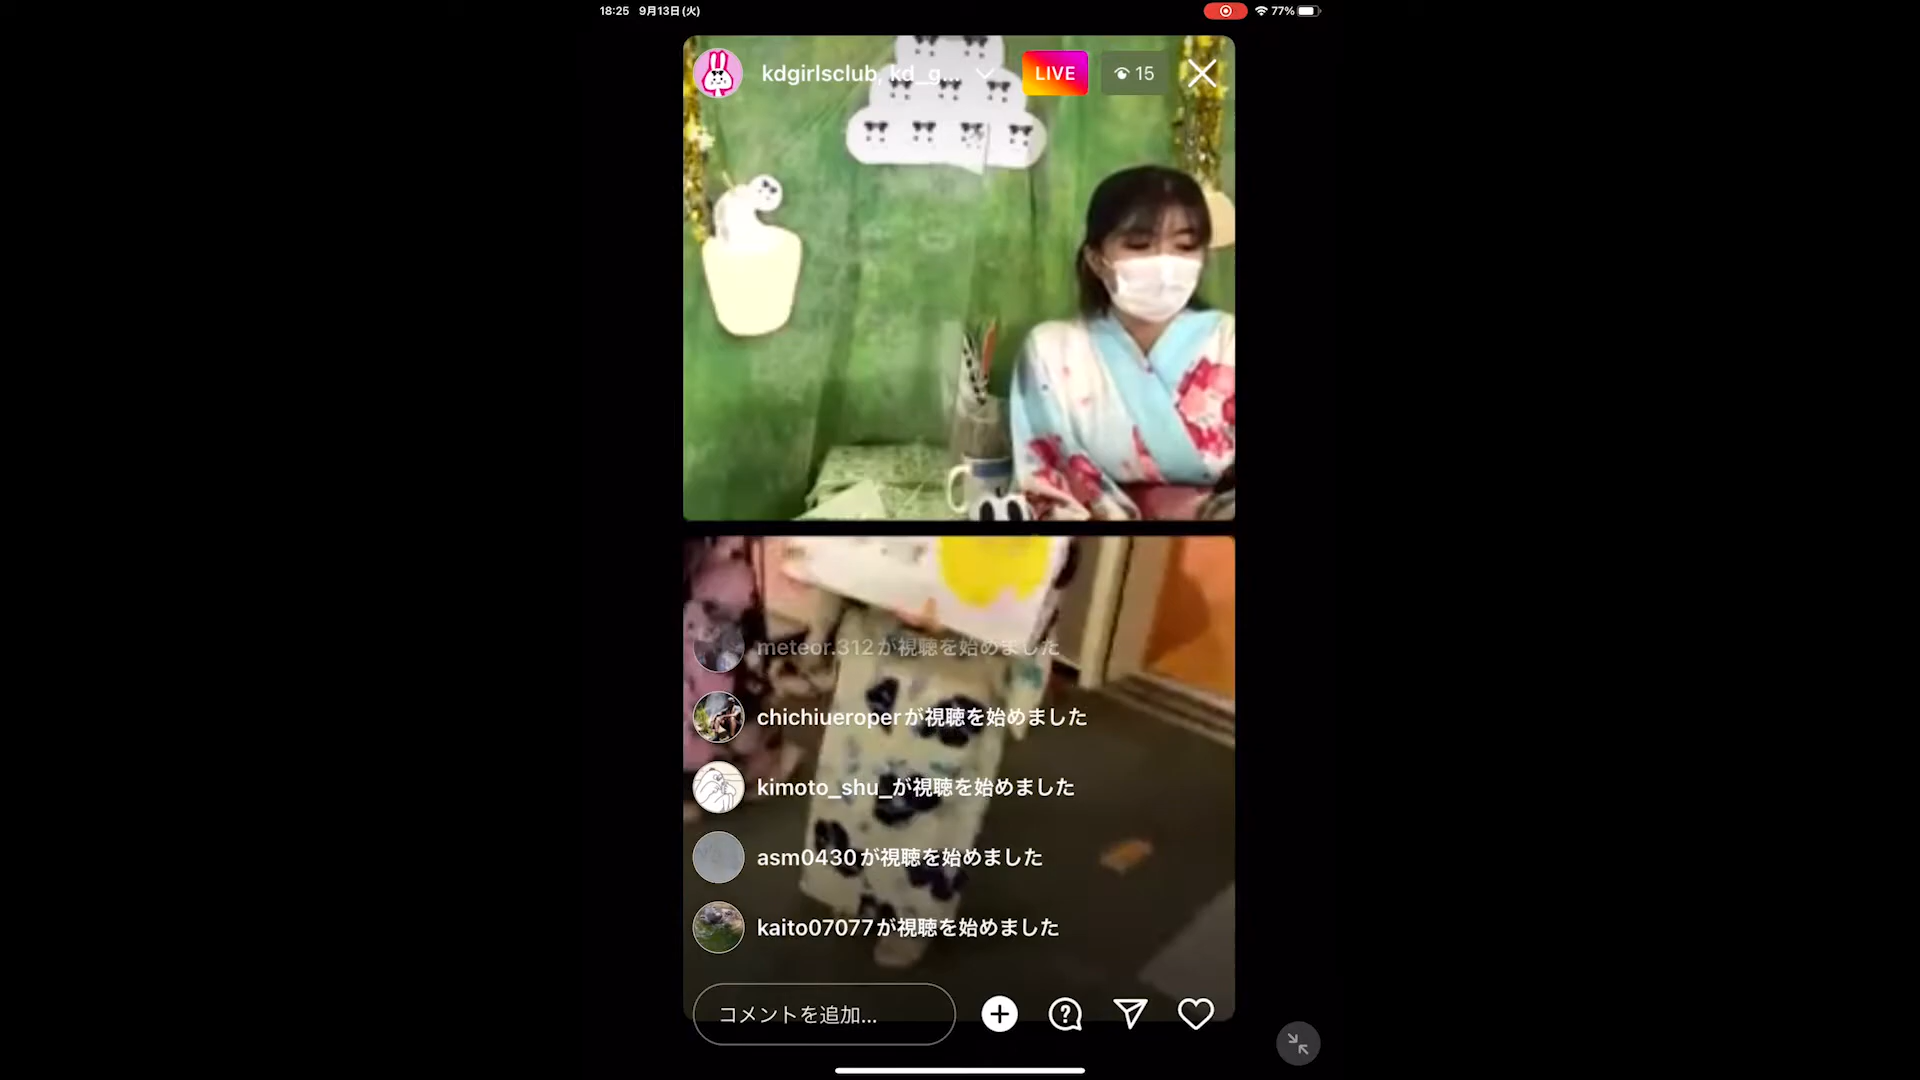 18:25 9月13日(火)
77%
kdgirlsclub, kd_g...
LIVE
15
meteor.312が視聴を始めました
chichiueroperが視聴を始めました
kimoto_shu_が視聴を始めました
asm0430が視聴を始めました
kaito07077が視聴を始めました
コメントを追加...